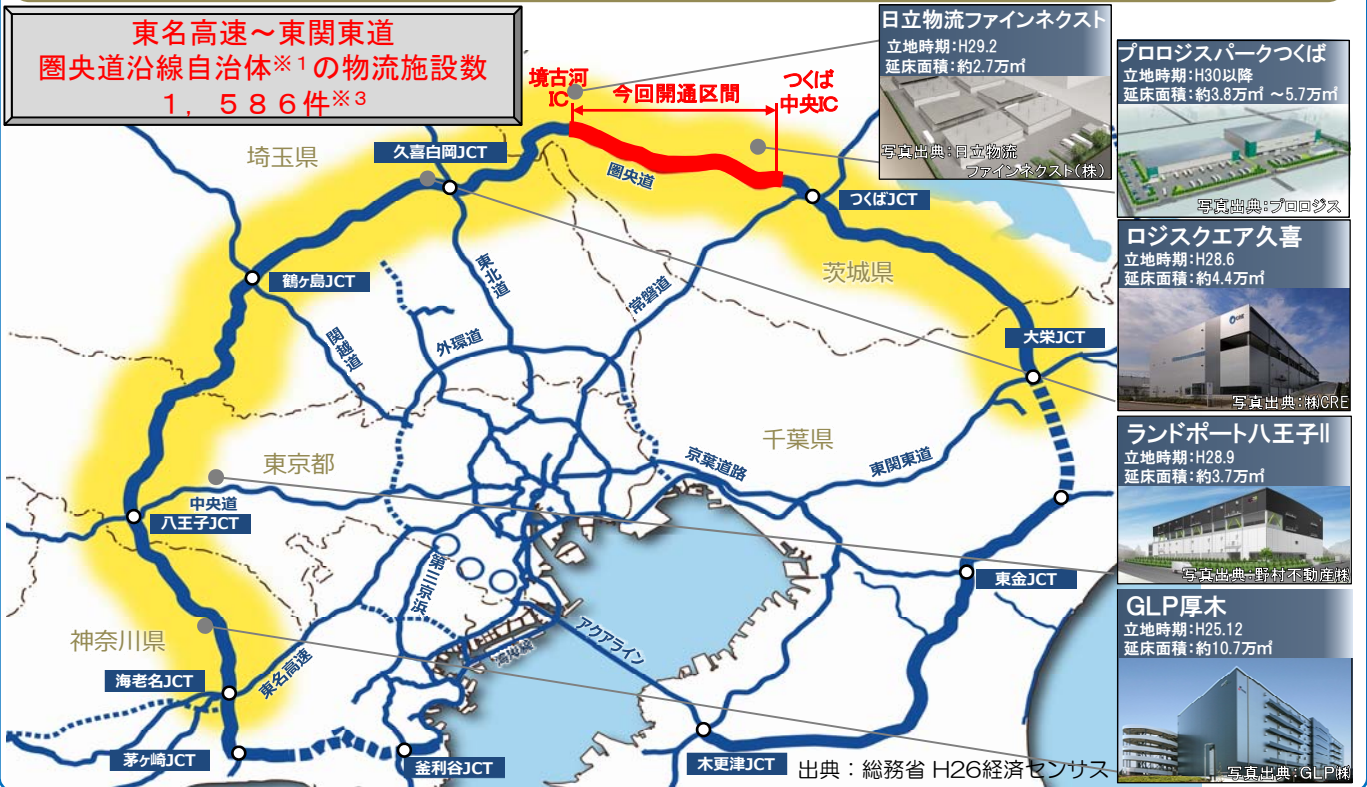 東名高速～東関東道
圏央道沿線自治体※1の物流施設数
1，586件※3
境古河
IC
今回開通区間
つくば
中央IC
埼玉県
久喜白岡JCT
圏央道
つくばJCT
茨城県
鶴ヶ島JCT
東北道
常磐道
関越道
外環道
大栄JCT
千葉県
東京都
京葉道路
東関東道
中央道
八王子JCT
第三京浜
東金JCT
神奈川県
アクアライン
海老名JCT
東名高速
茅ヶ崎JCT
釜利谷JCT
木更津JCT
出典：総務省 H26経済センサス
日立物流ファインネクスト
立地時期:H29.2
延床面積:約2.7万㎡
写真出典:日立物流
ファインネクスト(株)
プロロジスパークつくば
立地時期:H30以降
延床面積:約3.8万㎡～5.7万㎡
写真出典:プロロジス
ロジスクエア久喜
立地時期:H28.6
延床面積:約4.4万㎡
CRE
写真出典:㈱CRE
ランドポート八王子Ⅱ
立地時期:H28.9
延床面積:約3.7万㎡
写真出典:野村不動産㈱
GLP厚木
立地時期:H25.12
延床面積:約10.7万㎡
写真出典:GLP㈱